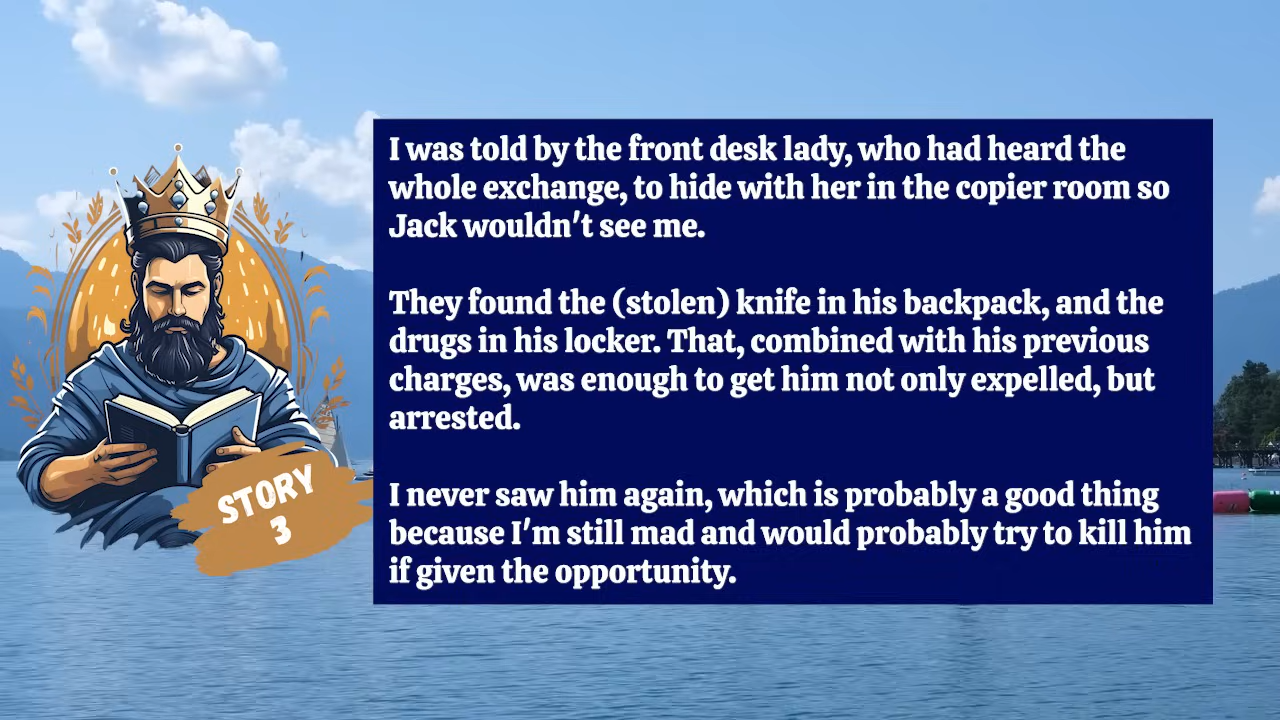 I was told by the front desk lady, who had heard the
whole exchange, to hide with her in the copier room so
Jack wouldn't see me.
They found the (stolen) knife in his backpack, and the
drugs in his locker. That, combined with his previous
charges, was enough to get him not only expelled, but
arrested.
I never saw him again, which is probably a good thing
because I'm still mad and would probably try to kill him
if given the opportunity.
STORY
3